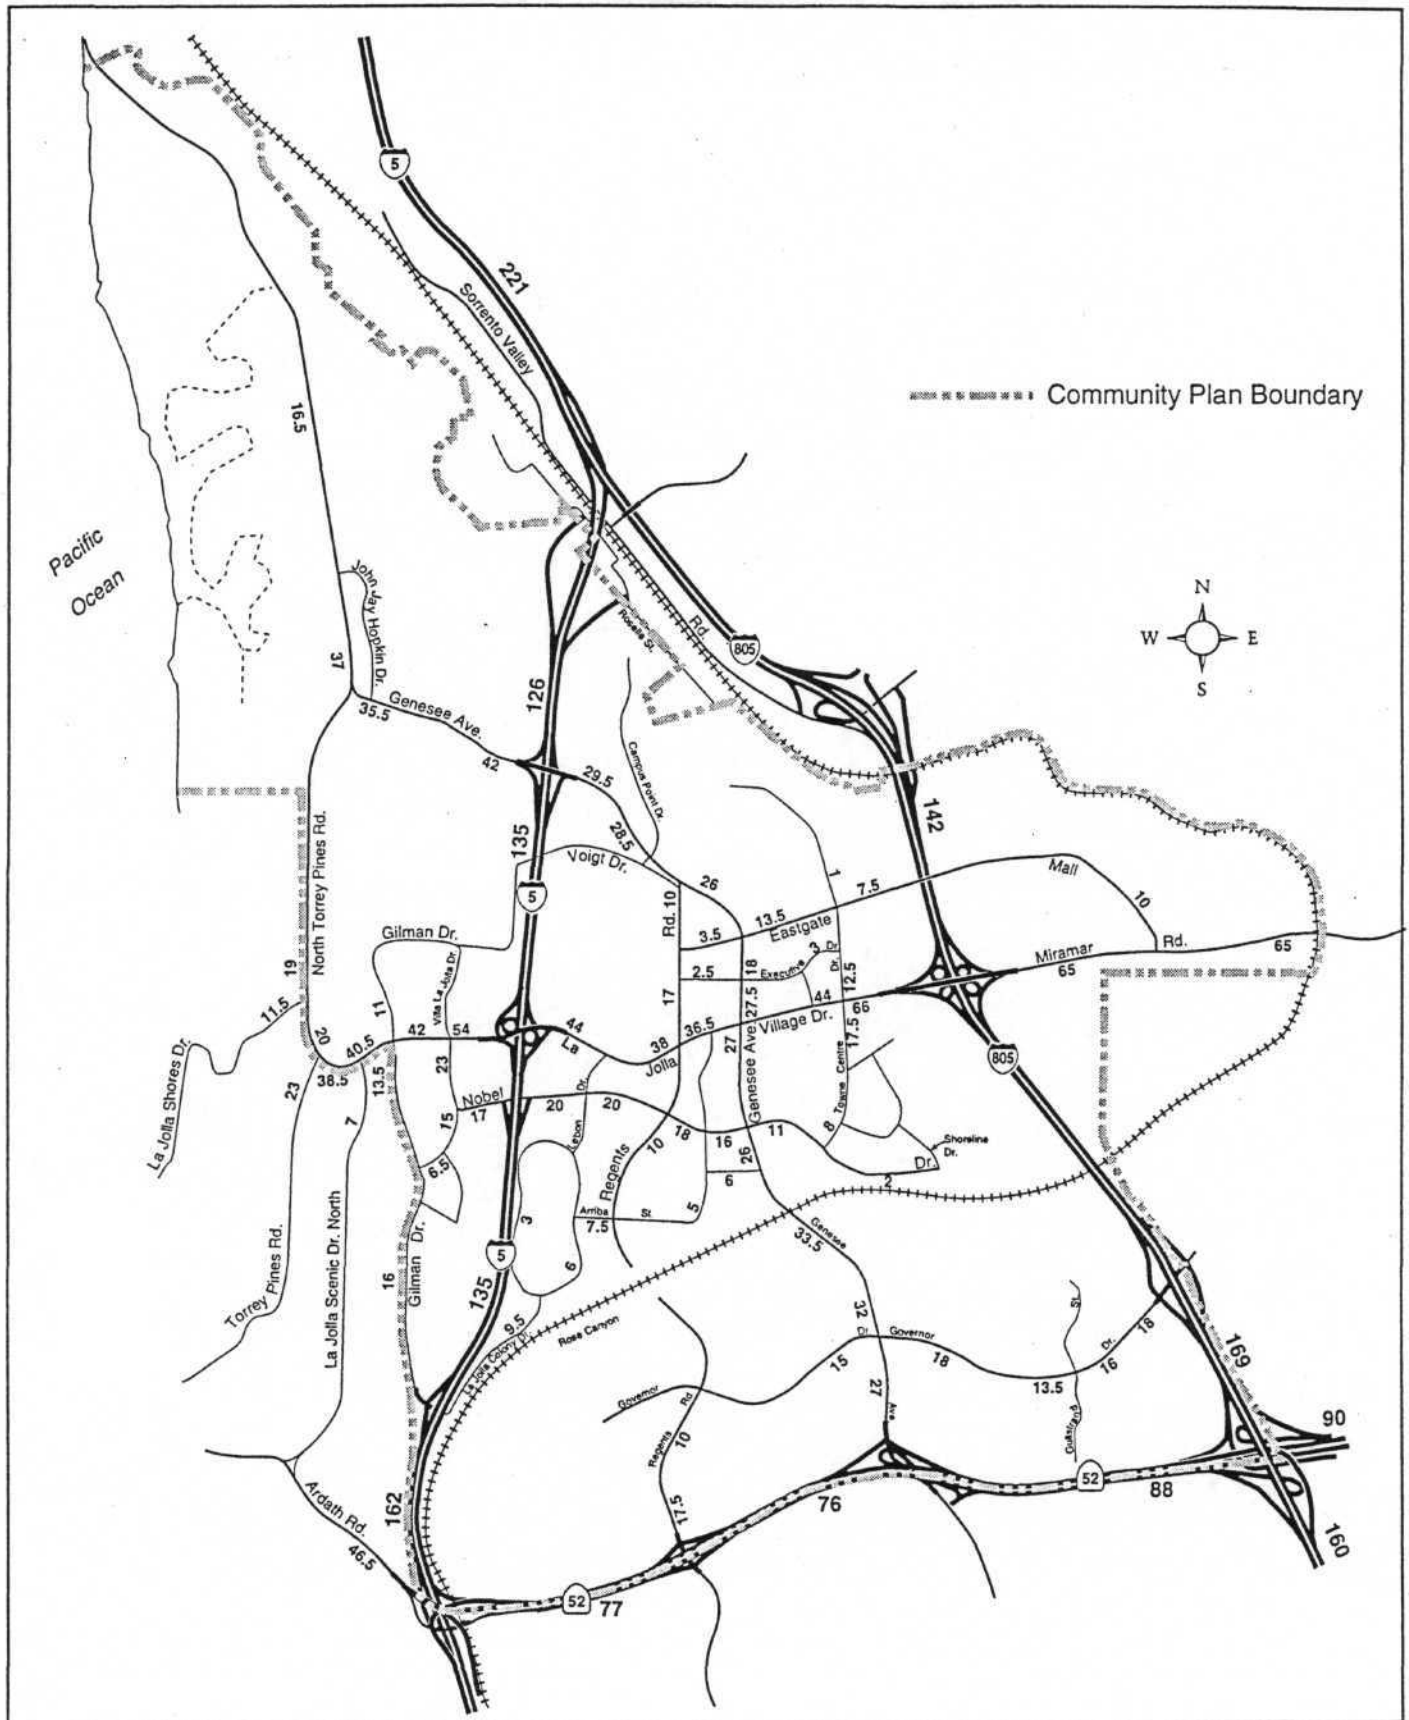 5
221
Sorrento Valley
Community Plan Boundary
16.5
Pacific
Ocean
John Jay Hopkin Dr.
N
W
E
S
Roselle St.
Rd.
805
37
126
Genesee Ave.
35.5
42
29.5
Campus Point Dr.
142
North Torrey Pines Rd.
135
28.5
Voigt Dr.
26
1
7.5
Mall
10
5
Rd. 10
13.5
Eastgate
3.5
Gilman Dr.
Villa La Jolla Dr.
3
Dr.
Dr.
Miramar
Rd.
65
65
19
2.5
18
Executive
12.5
11.5
11
17
27.5
44
66
Village Dr.
17.5
20
40.5
42
54
44
La
38
36.5
Jolla
27
Genesee Ave.
805
La Jolla Shores Dr.
23
38.5
13.5
23
7
Nobel
17
20
20
Dr.
Lebon
15
18
16
11
8
Towne Centre
10
Shoreline
Dr.
Dr.
6.5
26
6
2
Regents
5
Arriba
St.
7.5
3
Torrey Pines Rd.
La Jolla Scenic Dr. North
Gilman Dr.
16
5
6
Genesee
33.5
135
9.5
La Jolla Colony Dr.
Rose Canyon
32
Dr.
Governor
18
15
St.
Dr.
18
16
13.5
169
27
Ave
Governor
Rd
Regents
10
Gullstrand
90
Ardath Rd.
46.5
162
17.5
76
52
88
160
52
77